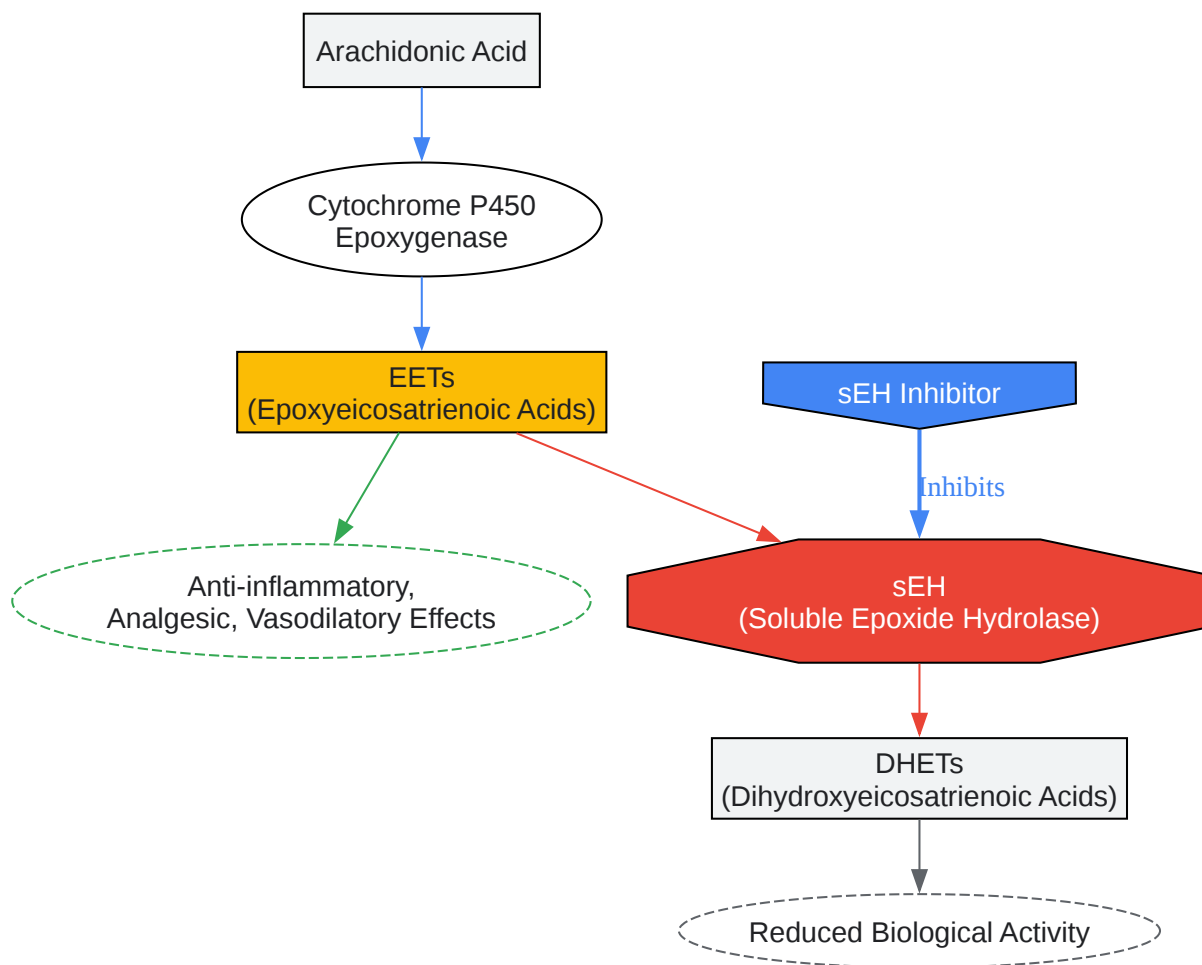 Arachidonic Acid
Cytochrome P450
Epoxygenase
EETs
(Epoxyeicosatrienoic Acids)
sEH Inhibitor
Inhibits
Anti-inflammatory,
Analgesic, Vasodilatory Effects
sEH
(Soluble Epoxide Hydrolase)
DHETs
(Dihydroxyeicosatrienoic Acids)
Reduced Biological Activity